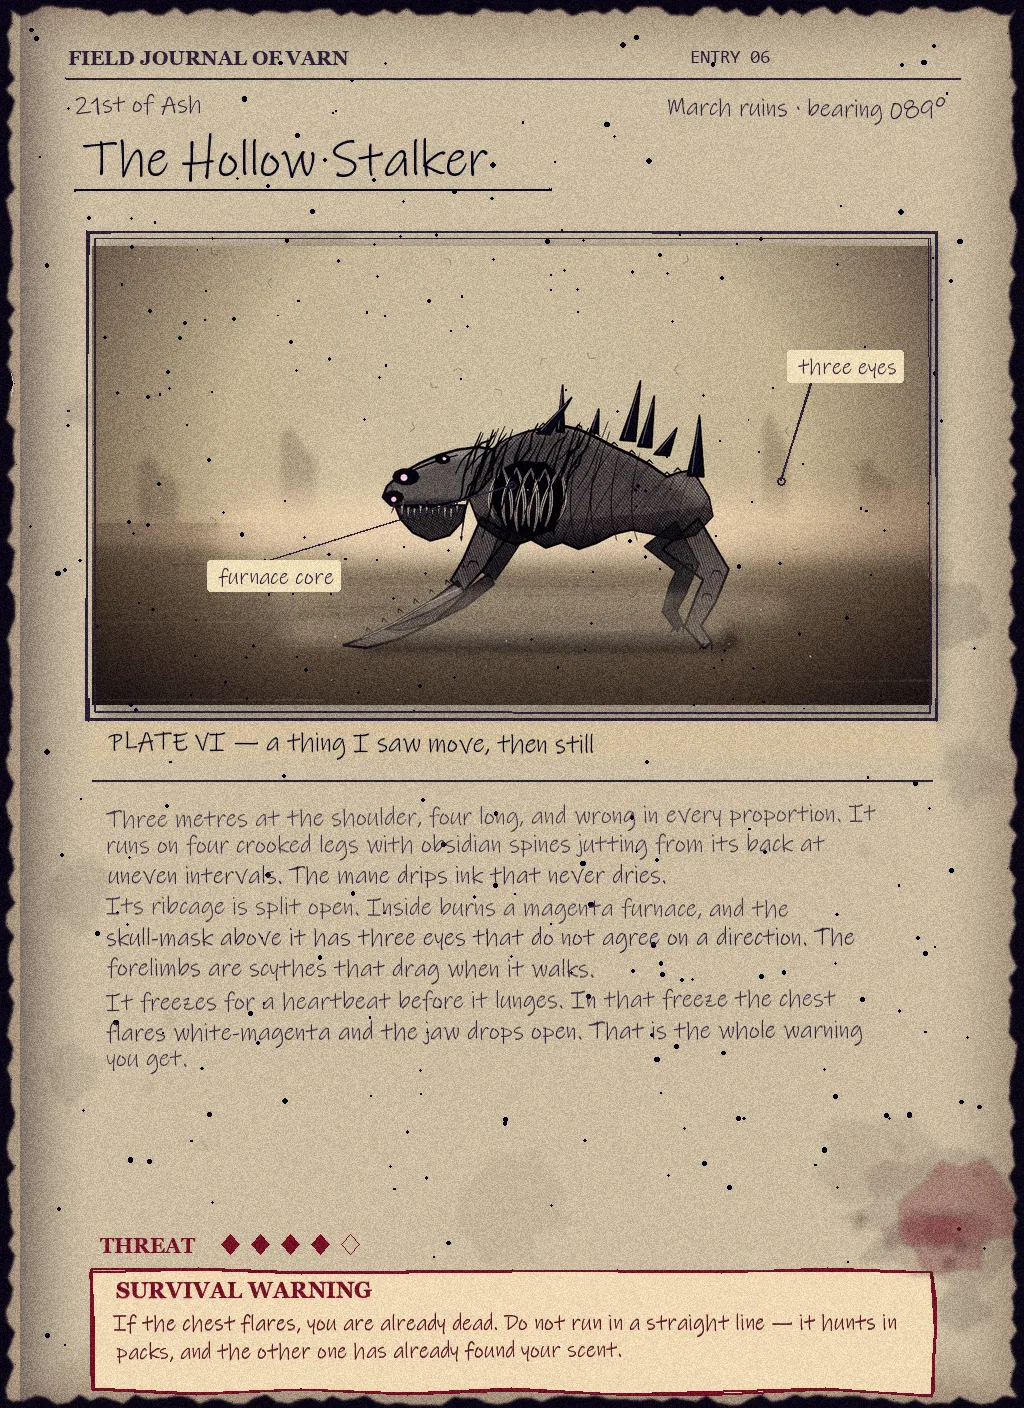 FIELD JOURNAL OF VARN
ENTRY 06
21st of Ash
March ruins · bearing 089°
The Hollow Stalker
three eyes
furnace core
PLATE VI — a thing I saw move, then still
Three metres at the shoulder, four long, and wrong in every proportion. It
runs on four crooked legs with obsidian spines jutting from its back at
uneven intervals. The mane drips ink that never dries.
Its ribcage is split open. Inside burns a magenta furnace, and the
skull-mask above it has three eyes that do not agree on a direction. The
forelimbs are scythes that drag when it walks.
It freezes for a heartbeat before it lunges. In that freeze the chest
flares white-magenta and the jaw drops open. That is the whole warning
you get.
THREAT
SURVIVAL WARNING
If the chest flares, you are already dead. Do not run in a straight line — it hunts in
packs, and the other one has already found your scent.